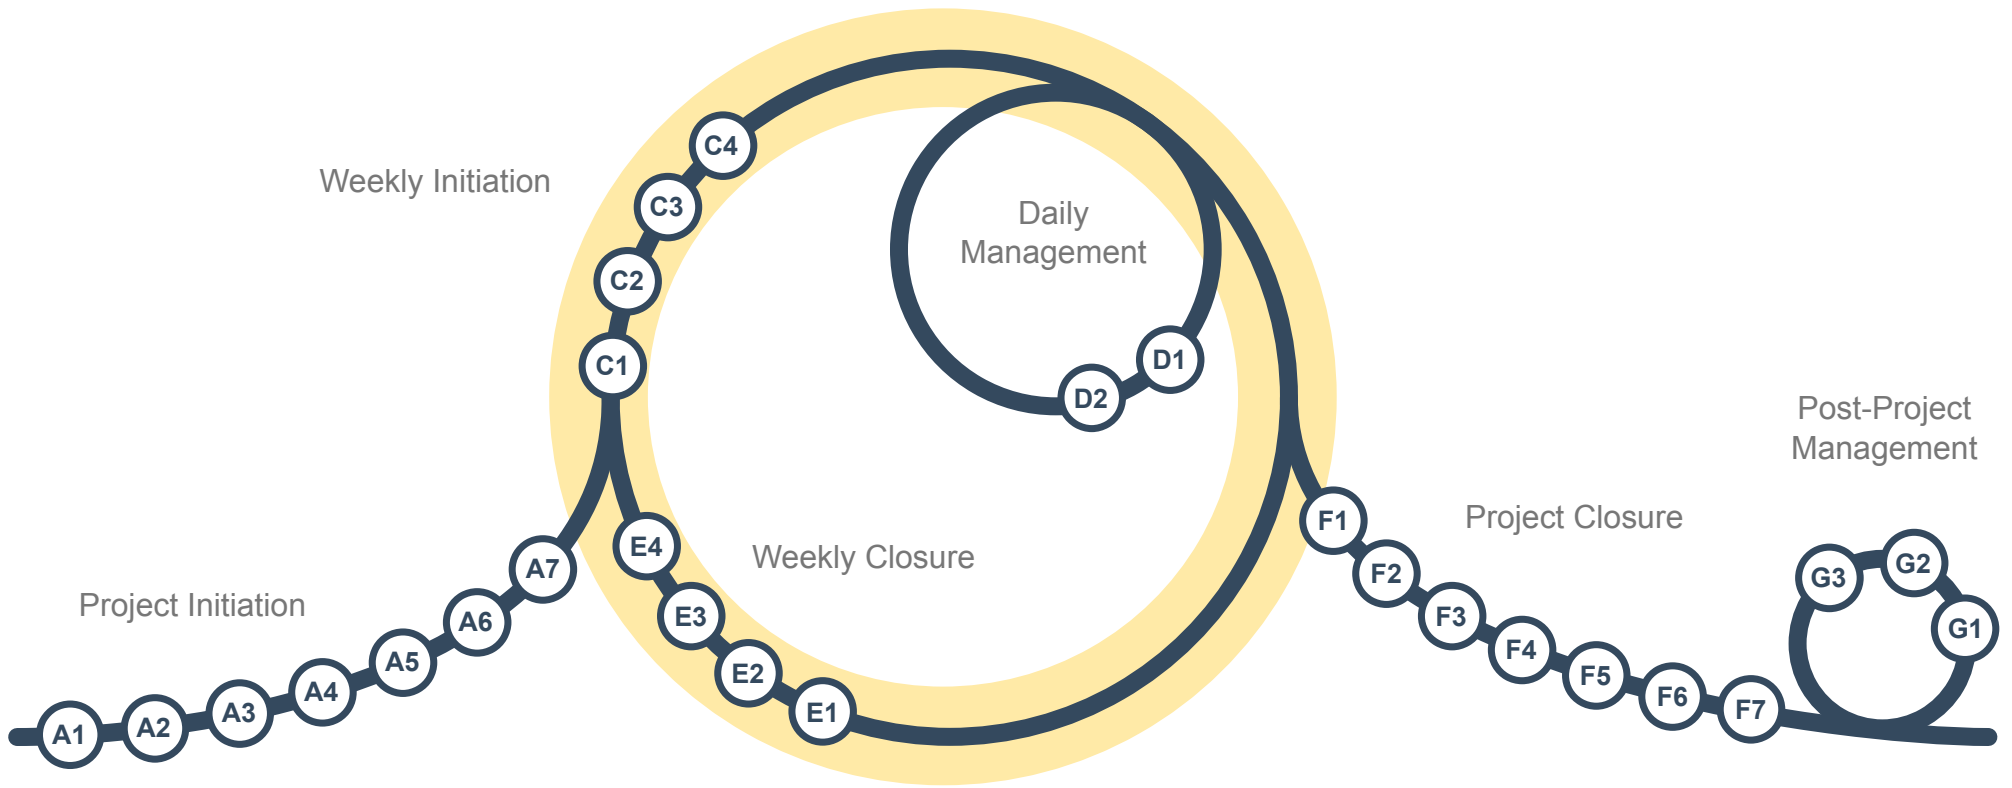 Project Initiation
A1
A2
A3
A4
A5
A6
A7
Weekly Initiation
C1
C2
C3
C4
Daily
Management
D1
D2
Weekly Closure
E1
E2
E3
E4
Project Closure
F1
F2
F3
F4
F5
F6
F7
Post-Project
Management
G1
G2
G3